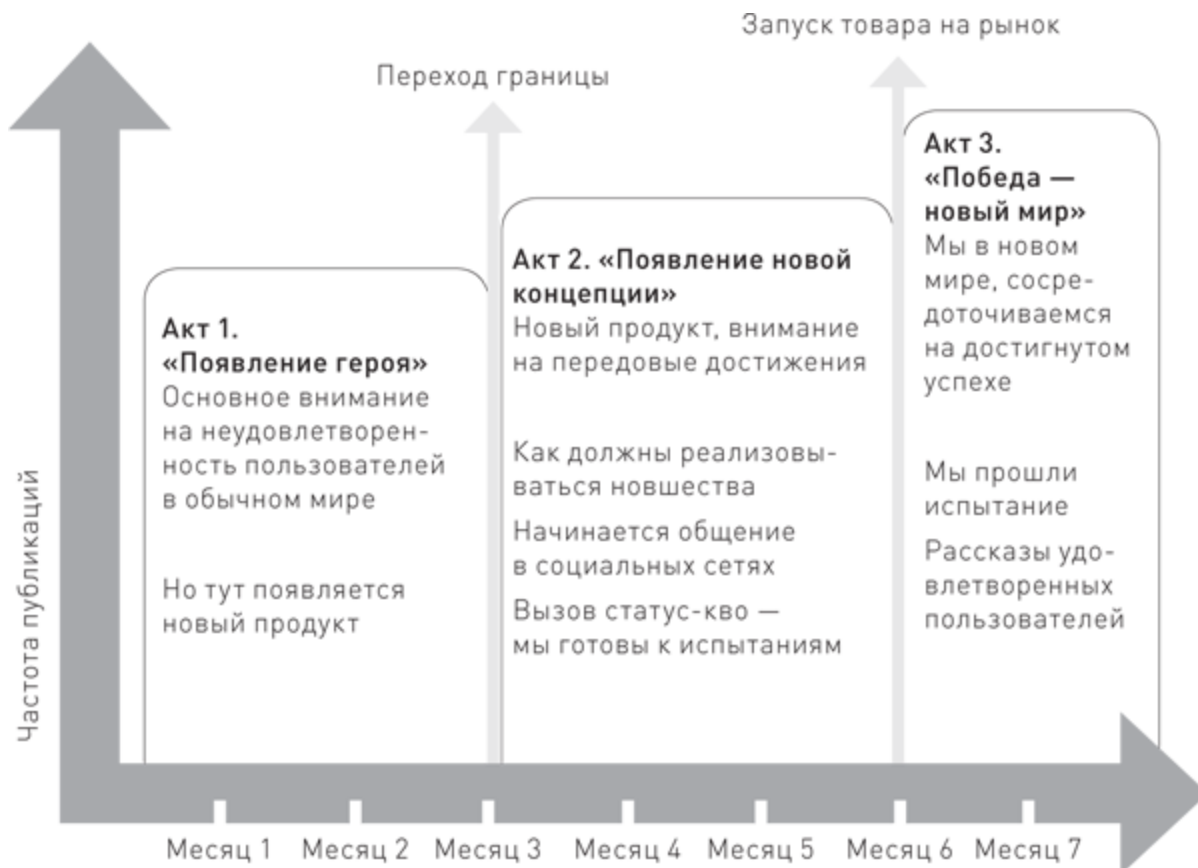 Запуск товара на рынок
Переход границы
Частота публикаций
Акт 1.
«Появление героя»
Основное внимание
на неудовлетворен-
ность пользователей
в обычном мире
Но тут появляется
новый продукт
Акт 2. «Появление новой
концепции»
Новый продукт, внимание
на передовые достижения
Как должны реализовы-
ваться новшества
Начинается общение
в социальных сетях
Вызов статус-кво —
мы готовы к испытаниям
Акт 3.
«Победа —
новый мир»
Мы в новом
мире, сосре-
доточиваемся
на достигнутом
успехе
Мы прошли
испытание
Рассказы удо-
влетворенных
пользователей
Месяц 1 Месяц 2 Месяц 3 Месяц 4 Месяц 5 Месяц 6 Месяц 7